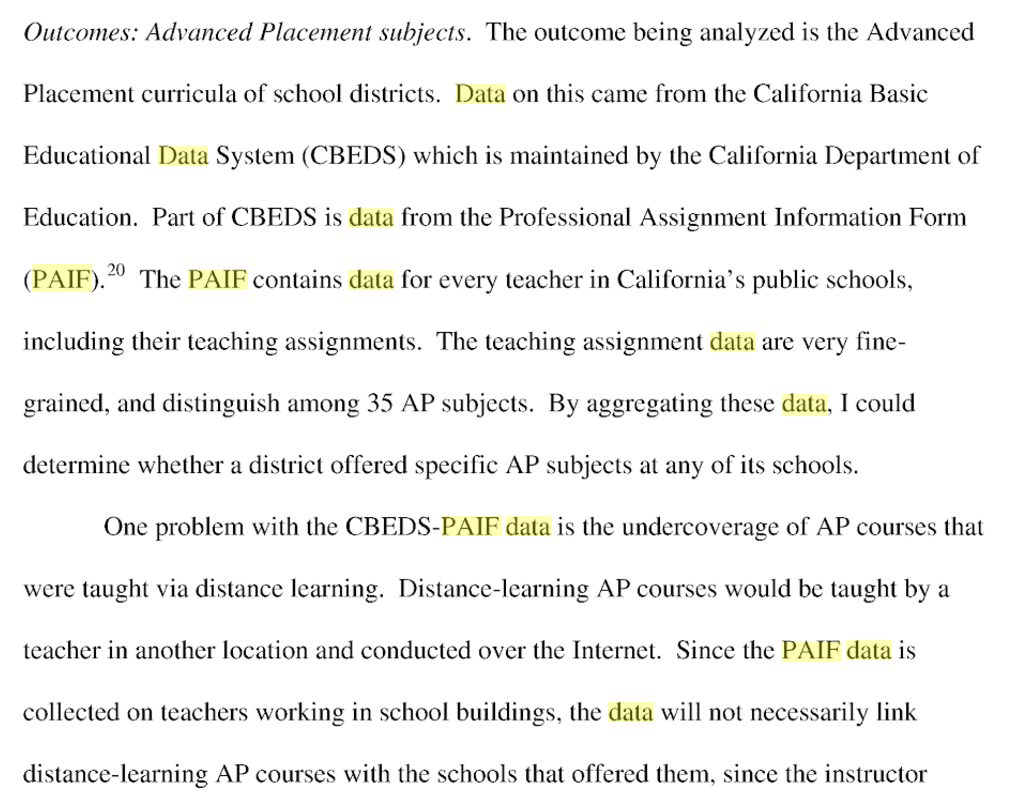 Outcomes: Advanced Placement subjects.  The outcome being analyzed is the Advanced
Placement curricula of school districts.  Data on this came from the California Basic
Educational Data System (CBEDS) which is maintained by the California Department of
Education.  Part of CBEDS is data from the Professional Assignment Information Form
(PAIF).20  The PAIF contains data for every teacher in California's public schools,
including their teaching assignments.  The teaching assignment data are very fine-
grained, and distinguish among 35 AP subjects.  By aggregating these data, I could
determine whether a district offered specific AP subjects at any of its schools.
One problem with the CBEDS-PAIF data is the undercoverage of AP courses that
were taught via distance learning.  Distance-learning AP courses would be taught by a
teacher in another location and conducted over the Internet.  Since the PAIF data is
collected on teachers working in school buildings, the data will not necessarily link
distance-learning AP courses with the schools that offered them, since the instructor